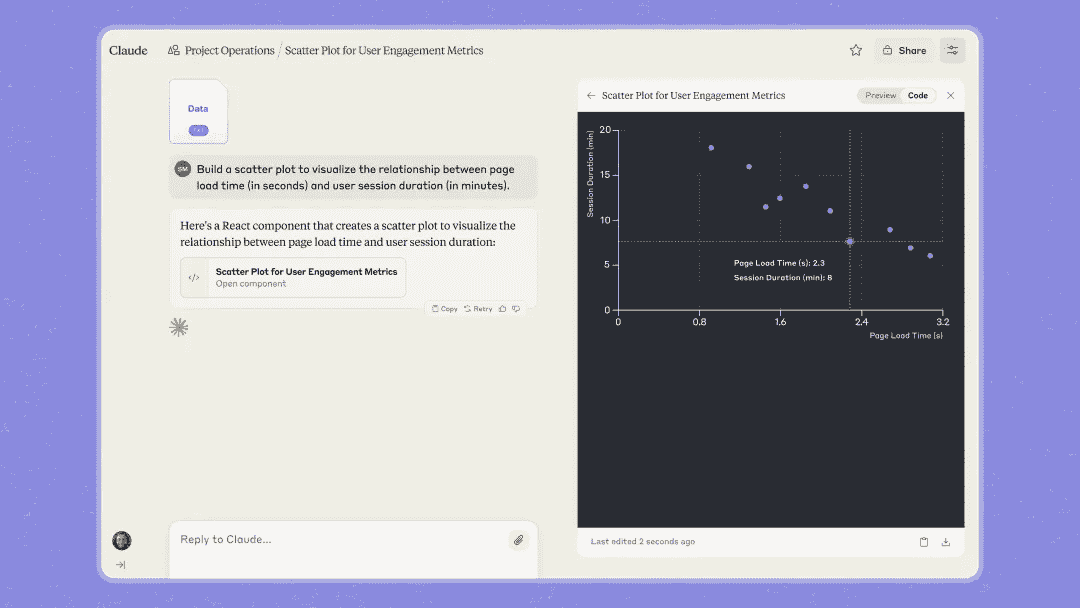 Claude
Project Operations / Scatter Plot for User Engagement Metrics
Share
Data
SM
Build a scatter plot to visualize the relationship between page
load time (in seconds) and user session duration (in minutes).
Here's a React component that creates a scatter plot to visualize the
relationship between page load time and user session duration:
</>
Scatter Plot for User Engagement Metrics
Open component
Copy
Retry
Reply to Claude...
Scatter Plot for User Engagement Metrics
Preview
Code
Session Duration (min)
20
15
10
5
0
Page Load Time (s): 2.3
Session Duration (min): 8
0
0.8
1.6
2.4
3.2
Page Load Time (s)
Last edited 2 seconds ago